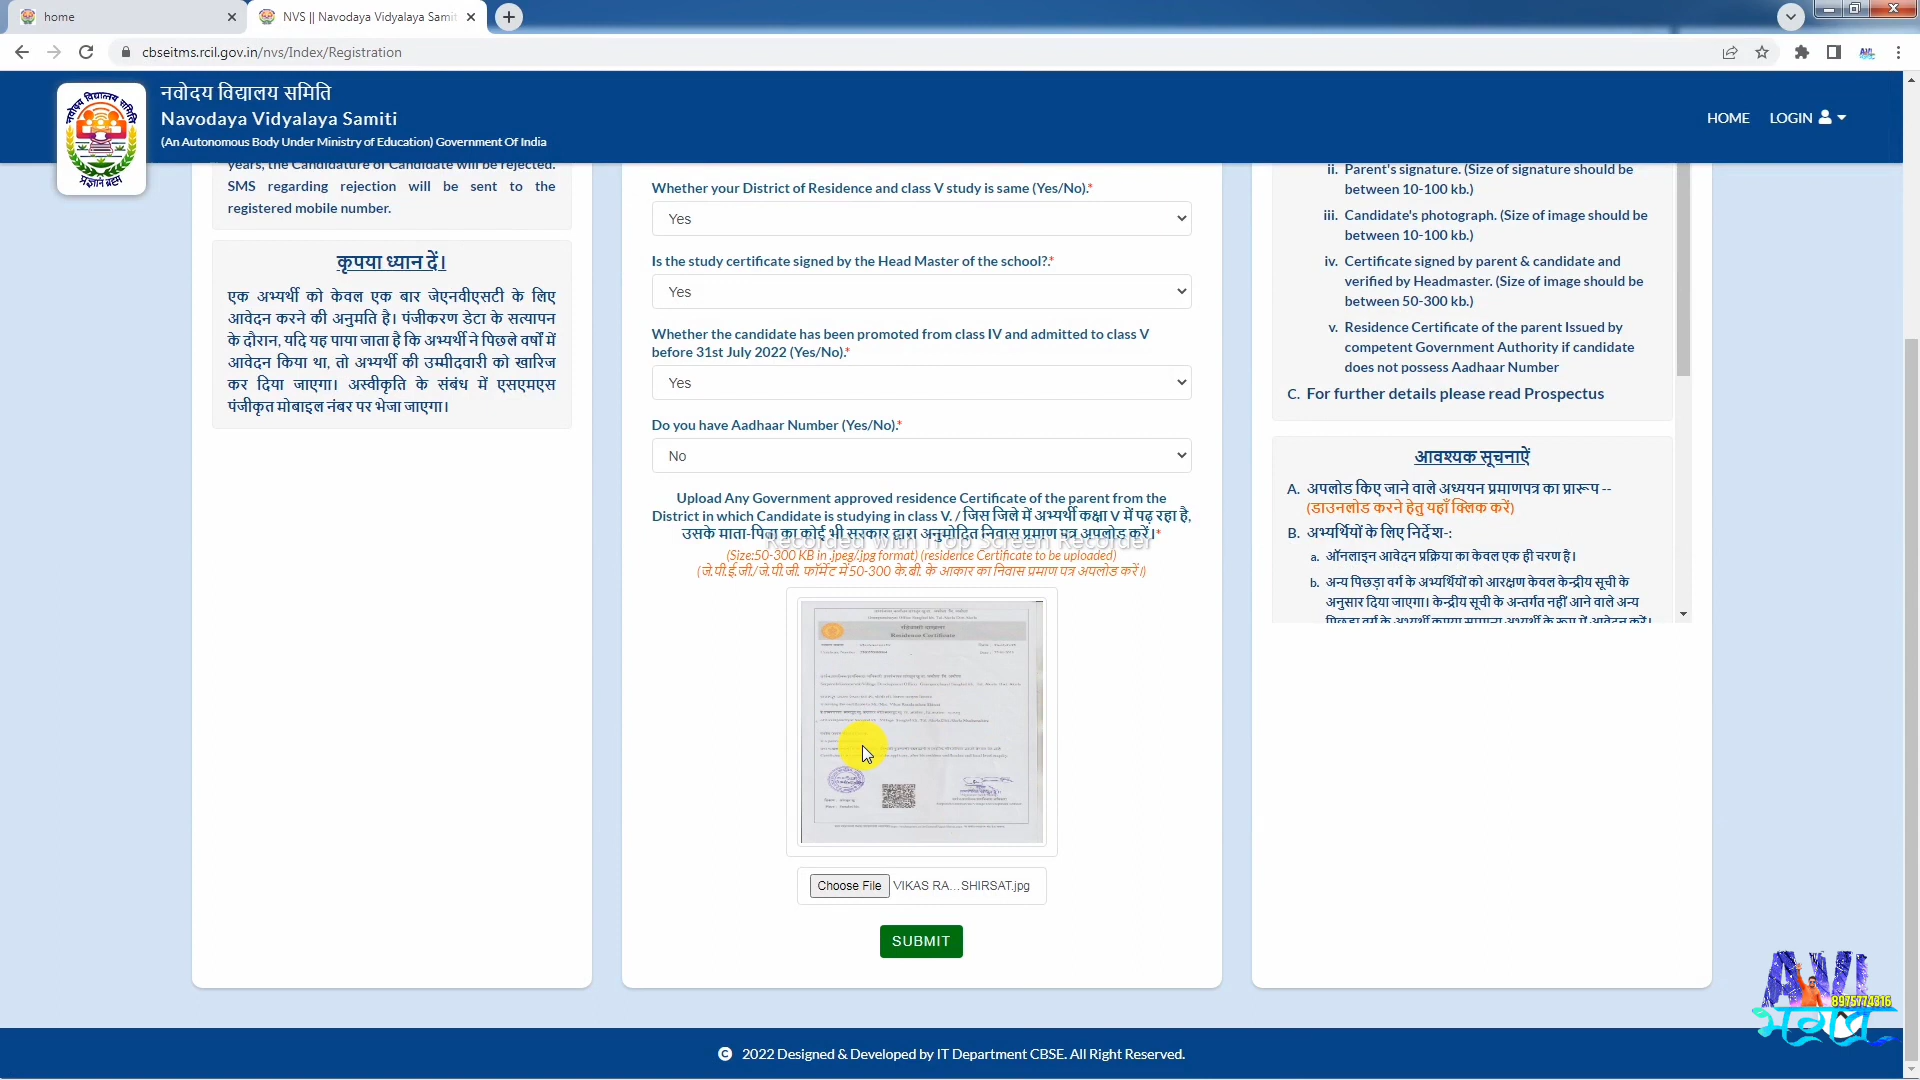 home
NVS || Navodaya Vidyalaya Samit
cbseitms.rcil.gov.in/nvs/Index/Registration
नवोदय विद्यालय समिति
Navodaya Vidyalaya Samiti
(An Autonomous Body Under Ministry of Education) Government Of India
HOME LOGIN
years, the Candidature of Candidate will be rejected.
SMS regarding rejection will be sent to the
registered mobile number.
कृपया ध्यान दें।
एक अभ्यर्थी को केवल एक बार जेएनवीएसटी के लिए
आवेदन करने की अनुमति है। पंजीकरण डेटा के सत्यापन
के दौरान, यदि यह पाया जाता है कि अभ्यर्थी ने पिछले वर्षों में
आवेदन किया था, तो अभ्यर्थी की उम्मीदवारी को खारिज
कर दिया जाएगा। अस्वीकृति के संबंध में एसएमएस
पंजीकृत मोबाइल नंबर पर भेजा जाएगा।
Whether your District of Residence and class V study is same (Yes/No).*
Yes
Is the study certificate signed by the Head Master of the school?.*
Yes
Whether the candidate has been promoted from class IV and admitted to class V
before 31st July 2022 (Yes/No).*
Yes
Do you have Aadhaar Number (Yes/No).*
No
Upload Any Government approved residence Certificate of the parent from the
District in which Candidate is studying in class V. / जिस जिले में अभ्यर्थी कक्षा V में पढ़ रहा है,
उसके माता-पिता का कोई भी सरकार द्वारा अनुमोदित निवास प्रमाण पत्र अपलोड करें।*
Recorded with iTop Screen Recorder
(Size:50-300 KB in .jpeg/.jpg format) (residence Certificate to be uploaded)
(जे.पी.ई.जी./जे.पी.जी. फॉर्मेट में 50-300 के.बी. के आकार का निवास प्रमाण पत्र अपलोड करें।)
Residence Certificate
Choose File VIKAS RA...SHIRSAT.jpg
SUBMIT
ii. Parent's signature. (Size of signature should be
between 10-100 kb.)
iii. Candidate's photograph. (Size of image should be
between 10-100 kb.)
iv. Certificate signed by parent & candidate and
verified by Headmaster. (Size of image should be
between 50-300 kb.)
v. Residence Certificate of the parent Issued by
competent Government Authority if candidate
does not possess Aadhaar Number
C. For further details please read Prospectus
आवश्यक सूचनाऐं
A. अपलोड किए जाने वाले अध्ययन प्रमाणपत्र का प्रारूप --
(डाउनलोड करने हेतु यहाँ क्लिक करें)
B. अभ्यर्थियों के लिए निर्देश-:
a. ऑनलाइन आवेदन प्रक्रिया का केवल एक ही चरण है।
b. अन्य पिछड़ा वर्ग के अभ्यर्थियों को आरक्षण केवल केन्द्रीय सूची के
अनुसार दिया जाएगा। केन्द्रीय सूची के अन्तर्गत नहीं आने वाले अन्य
पिछड़ा वर्ग के अभ्यर्थी कृपया सामान्य अभ्यर्थी के रूप में आवेदन करें।
AVI
8975774316
भगत
2022 Designed & Developed by IT Department CBSE. All Right Reserved.